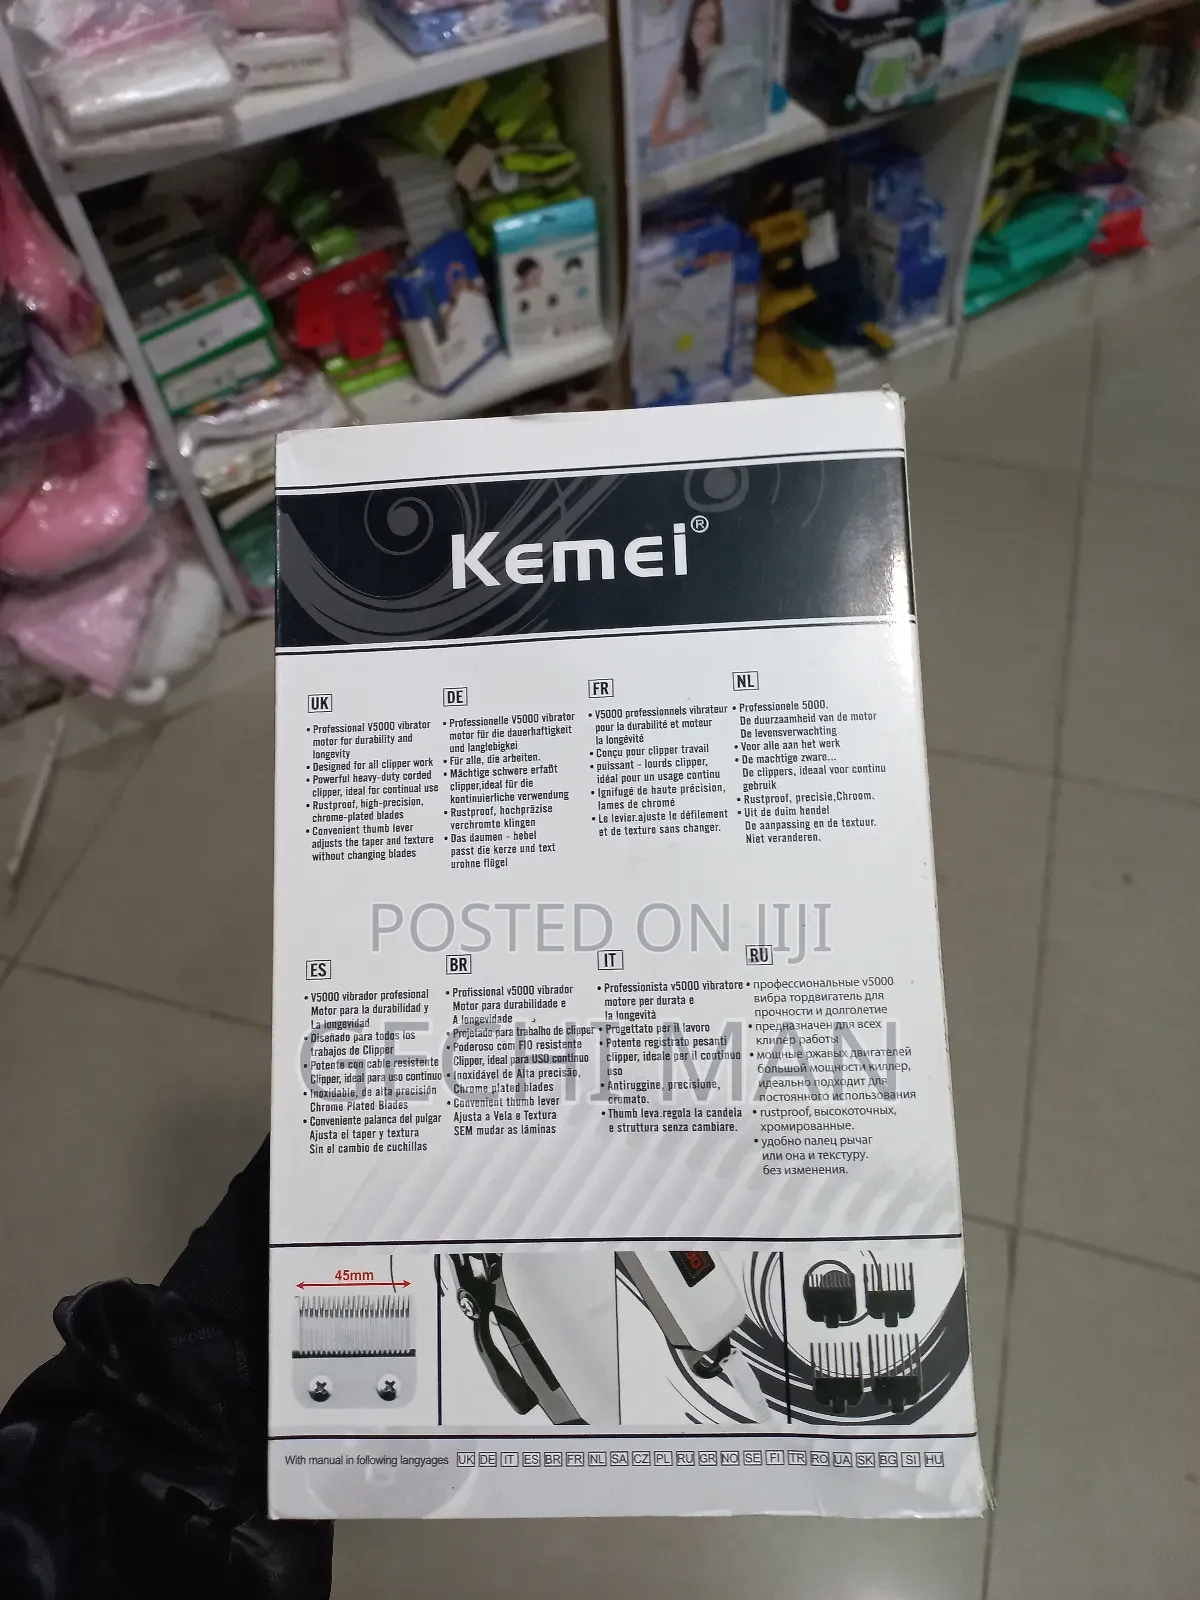 Kemei®
UK
• Professional V5000 vibrator
motor for durability and
longevity
• Designed for all clipper work
• Powerful heavy-duty corded
clipper, ideal for continual use
• Rustproof, high-precision,
chrome-plated blades
• Convenient thumb lever
adjusts the taper and texture
without changing blades
DE
• Professionelle V5000 vibrator
motor für die dauerhaftigkeit
und langlebigkei
• Für alle, die arbeiten.
• Mächtige schwere erfaßt
clipper,ideal für die
kontinuierliche verwendung
• Rustproof, hochpräzise
verchromte klingen
• Das daumen - hebel
passt die kerze und text
urohne flügel
FR
• V5000 professionnels vibrateur
pour la durabilité et moteur
la longévité
• Conçu pour clipper travail
• puissant - lourds clipper,
idéal pour un usage continu
• Ignifugé de haute précision,
lames de chromé
• Le levier.ajuste le défilement
et de texture sans changer.
NL
• Professionele 5000.
De duurzaamheid van de motor
De levensverwachting
• Voor alle aan het werk
• De machtige zware...
De clippers, ideaal voor continu
gebruik
• Rustproof, precisie,Chroom.
• Uit de duim hendel
De aanpassing en de textuur.
Niet veranderen.
POSTED ON JIJI
GECHI MAN
ES
• V5000 vibrador profesional
Motor para la durabilidad y
La longevidad
• Diseñado para todos los
trabajos de Clipper
• Potente con cable resistente
Clipper, ideal para uso continuo
• Inoxidable, de alta precisión
Chrome Plated Blades
• Conveniente palanca del pulgar
Ajusta el taper y textura
Sin el cambio de cuchillas
BR
• Profissional v5000 vibrador
Motor para durabilidade e
A longevidade
• Projetado para trabalho de clipper
• Poderoso com FIO resistente
Clipper, ideal para USO contínuo
• Inoxidável de Alta precisão,
Chrome plated blades
• Convenient thumb lever
Ajusta a Vela e Textura
SEM mudar as lâminas
IT
• Professionista v5000 vibratore
motore per durata e
la longevità
• Progettato per il lavoro
• Potente registrato pesanti
clipper, ideale per il continuo
uso
• Antiruggine, precisione,
cromato.
• Thumb leva.regola la candela
e struttura senza cambiare.
RU
• профессиональные v5000
вибра тордвигатель для
прочности и долголетие
• предназначен для всех
клипер работы
• мощные ржавых двигателей
большой мощности киллер,
идеально подходит для
постоянного использования
• rustproof, высокоточных,
хромированные.
• удобно палец рычаг
или она и текстуру.
без изменения.
45mm
With manual in following langyages UK DE IT ES BR FR NL SA CZ PL RU GR NO SE FI TR RO UA SK BG SI HU